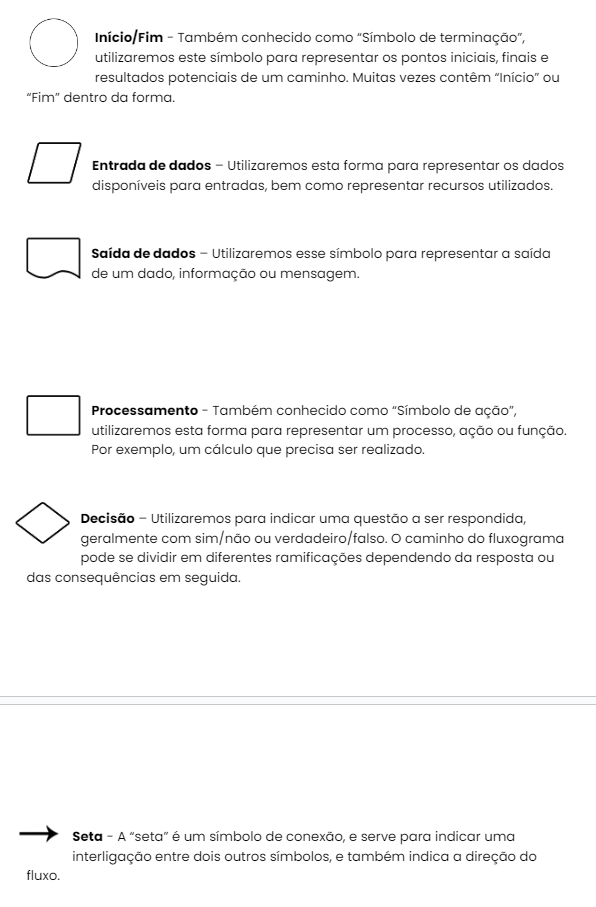 Início/Fim - Também conhecido como “Símbolo de terminação”,
utilizaremos este símbolo para representar os pontos iniciais, finais e
resultados potenciais de um caminho. Muitas vezes contêm “Início” ou
“Fim” dentro da forma.
Entrada de dados – Utilizaremos esta forma para representar os dados
disponíveis para entradas, bem como representar recursos utilizados.
Saída de dados – Utilizaremos esse símbolo para representar a saída
de um dado, informação ou mensagem.
Processamento - Também conhecido como “Símbolo de ação”,
utilizaremos esta forma para representar um processo, ação ou função.
Por exemplo, um cálculo que precisa ser realizado.
Decisão – Utilizaremos para indicar uma questão a ser respondida,
geralmente com sim/não ou verdadeiro/falso. O caminho do fluxograma
pode se dividir em diferentes ramificações dependendo da resposta ou
das consequências em seguida.
Seta - A “seta” é um símbolo de conexão, e serve para indicar uma
interligação entre dois outros símbolos, e também indica a direção do
fluxo.